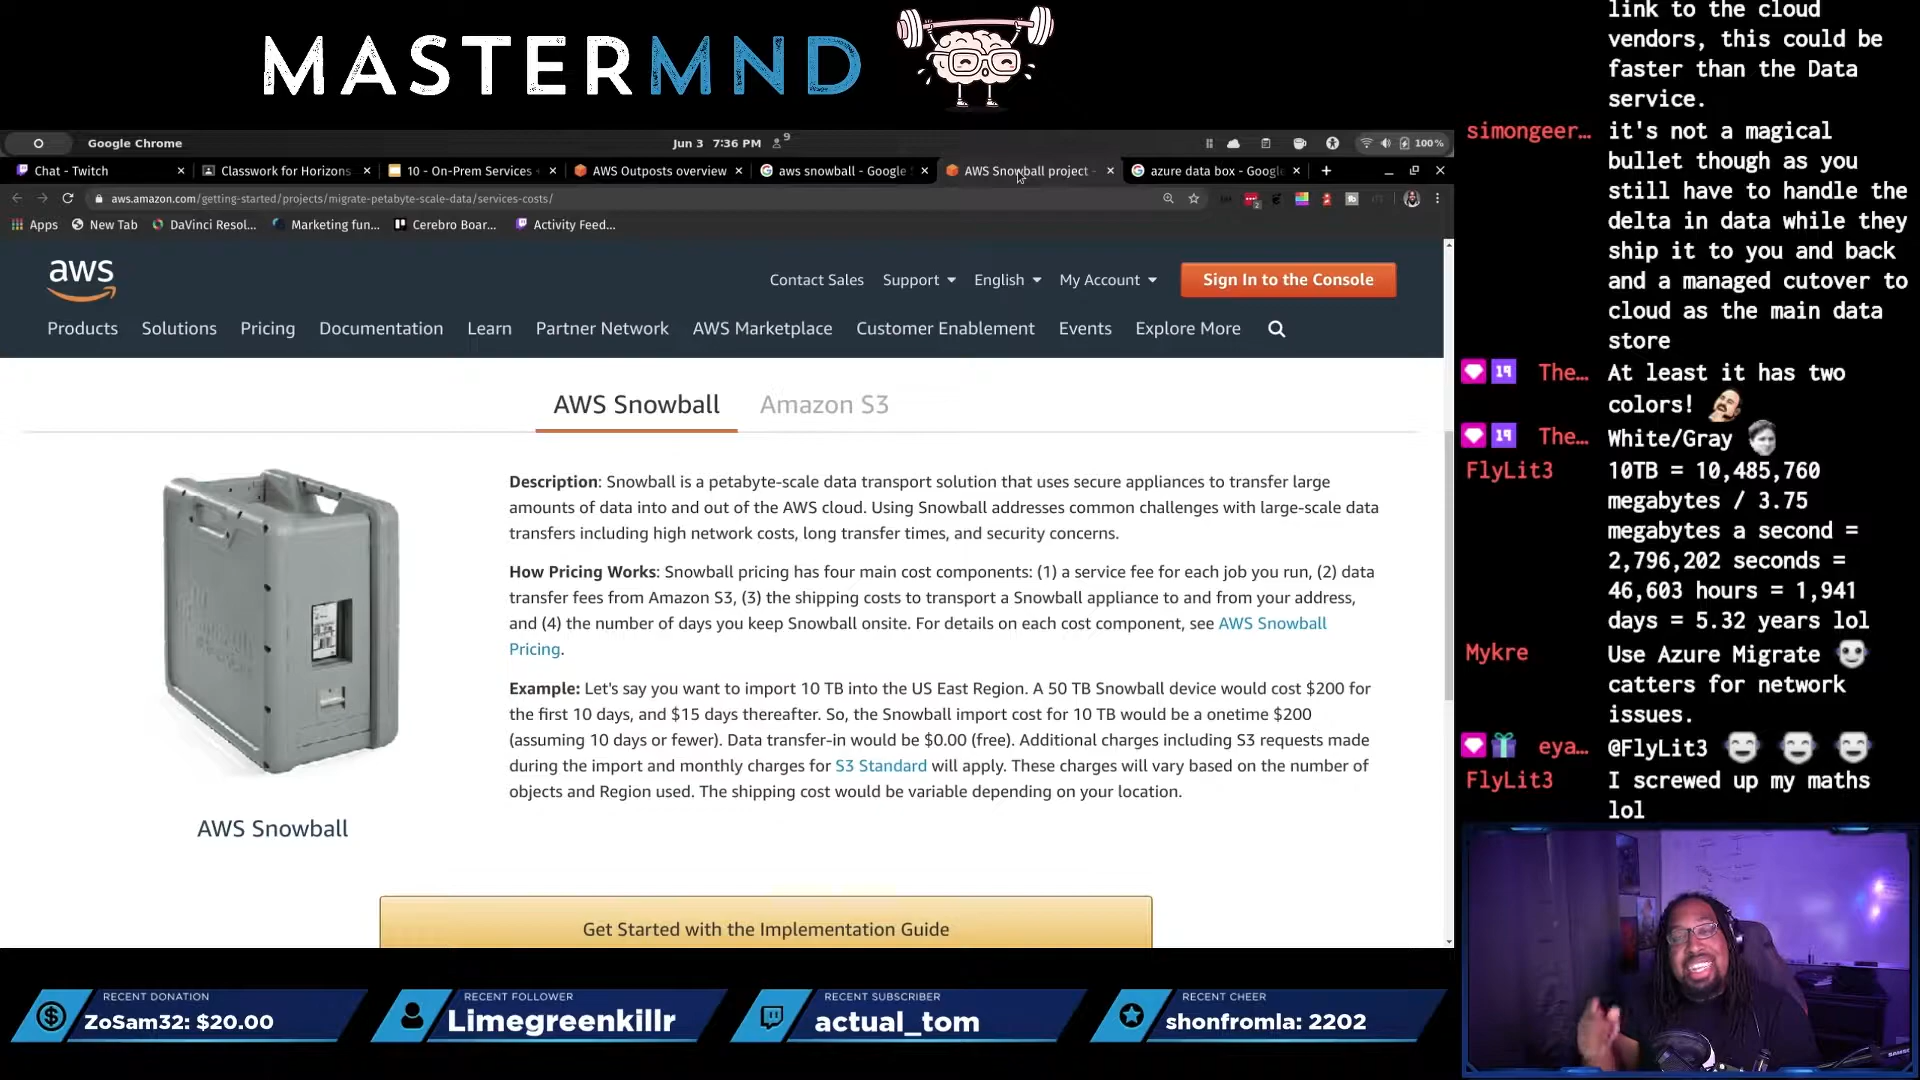 MASTERMND
Google Chrome
Jun 3 7:36 PM
9
100%
Chat - Twitch
Classwork for Horizons
10 - On-Prem Services
AWS Outposts overview
aws snowball - Google
AWS Snowball project -
azure data box - Google
aws.amazon.com/getting-started/projects/migrate-petabyte-scale-data/services-costs/
Apps
New Tab
DaVinci Resol...
Marketing fun...
Cerebro Boar...
Activity Feed...
aws
Contact Sales
Support
English
My Account
Sign In to the Console
Products
Solutions
Pricing
Documentation
Learn
Partner Network
AWS Marketplace
Customer Enablement
Events
Explore More
AWS Snowball
Amazon S3
Description: Snowball is a petabyte-scale data transport solution that uses secure appliances to transfer large
amounts of data into and out of the AWS cloud. Using Snowball addresses common challenges with large-scale data
transfers including high network costs, long transfer times, and security concerns.
How Pricing Works: Snowball pricing has four main cost components: (1) a service fee for each job you run, (2) data
transfer fees from Amazon S3, (3) the shipping costs to transport a Snowball appliance to and from your address,
and (4) the number of days you keep Snowball onsite. For details on each cost component, see AWS Snowball
Pricing.
Example: Let's say you want to import 10 TB into the US East Region. A 50 TB Snowball device would cost $200 for
the first 10 days, and $15 days thereafter. So, the Snowball import cost for 10 TB would be a onetime $200
(assuming 10 days or fewer). Data transfer-in would be $0.00 (free). Additional charges including S3 requests made
during the import and monthly charges for S3 Standard will apply. These charges will vary based on the number of
objects and Region used. The shipping cost would be variable depending on your location.
AWS Snowball
Get Started with the Implementation Guide
link to the cloud
vendors, this could be
faster than the Data
service.
simongeer... it's not a magical
bullet though as you
still have to handle the
delta in data while they
ship it to you and back
and a managed cutover to
cloud as the main data
store
19 The... At least it has two
colors!
19 The... White/Gray
FlyLit3 10TB = 10,485,760
megabytes / 3.75
megabytes a second =
2,796,202 seconds =
46,603 hours = 1,941
days = 5.32 years lol
Mykre Use Azure Migrate
catters for network
issues.
eya... @FlyLit3
FlyLit3 I screwed up my maths
lol
RECENT DONATION
ZoSam32: $20.00
RECENT FOLLOWER
Limegreenkillr
RECENT SUBSCRIBER
actual_tom
RECENT CHEER
shonfromla: 2202